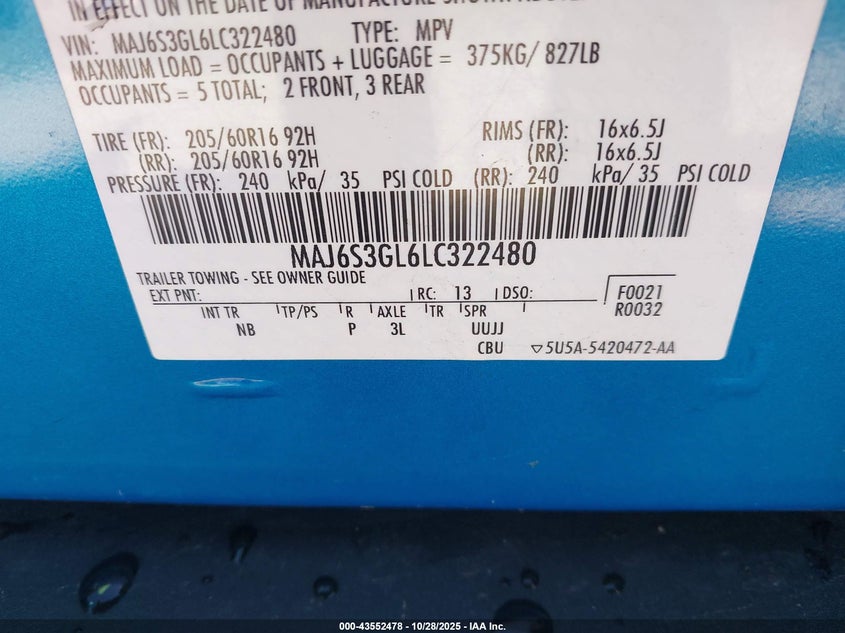 IN EFFECT ON THE DATE OF MANUFACTURE SHOWN
VIN: MAJ6S3GL6LC322480 TYPE: MPV
MAXIMUM LOAD = OCCUPANTS + LUGGAGE = 375KG/ 827LB
OCCUPANTS = 5 TOTAL; 2 FRONT, 3 REAR
TIRE (FR): 205/60R16 92H RIMS (FR): 16x6.5J
(RR): 205/60R16 92H (RR): 16x6.5J
PRESSURE (FR): 240 kPa/ 35 PSI COLD (RR): 240 kPa/ 35 PSI COLD
MAJ6S3GL6LC322480
TRAILER TOWING - SEE OWNER GUIDE
EXT PNT: RC: 13 DSO: F0021
INT TR TP/PS R AXLE TR SPR R0032
NB P 3L UUJJ
CBU ▽5U5A-5420472-AA
000-43552478 | 10/28/2025 - IAA Inc.